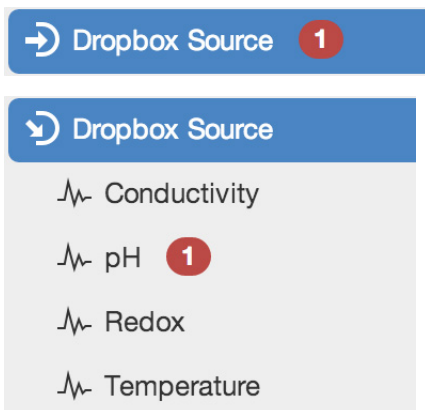 Dropbox Source 1
Dropbox Source
Conductivity
pH 1
Redox
Temperature